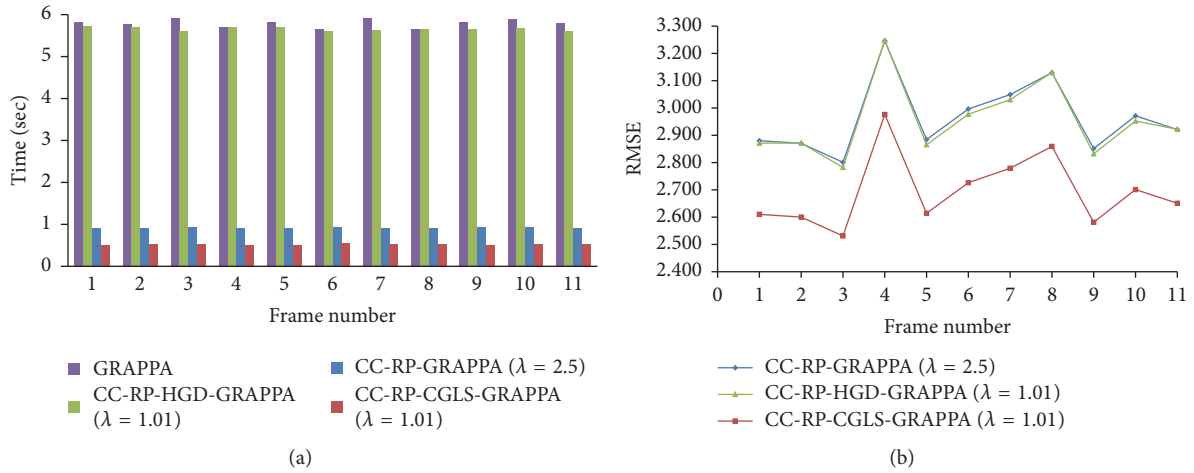 6
5
4
3
2
1
0
Time (sec)
1 2 3 4 5 6 7 8 9 10 11
Frame number
GRAPPA
CC-RP-HGD-GRAPPA
(λ = 1.01)
CC-RP-GRAPPA (λ = 2.5)
CC-RP-CGLS-GRAPPA
(λ = 1.01)
(a)
3.300
3.200
3.100
3.000
2.900
2.800
2.700
2.600
2.500
2.400
RMSE
0 1 2 3 4 5 6 7 8 9 10 11
Frame number
CC-RP-GRAPPA (λ = 2.5)
CC-RP-HGD-GRAPPA (λ = 1.01)
CC-RP-CGLS-GRAPPA (λ = 1.01)
(b)